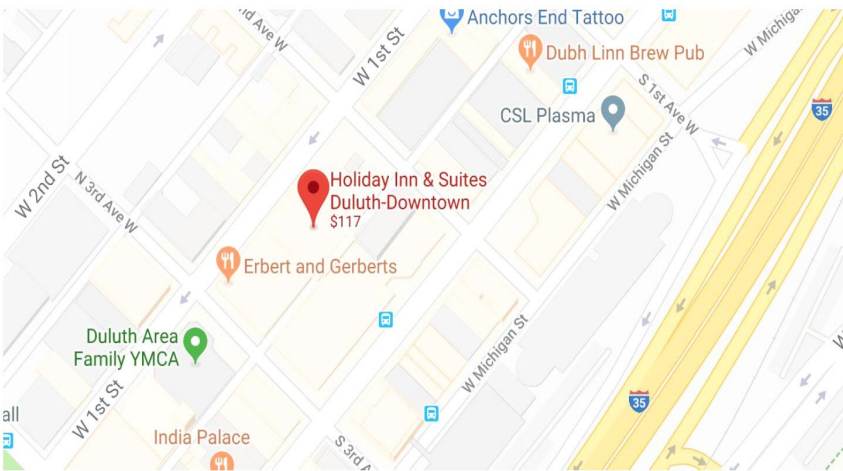 nd Ave W
Anchors End Tattoo
W Michigan
W 1st St
Dubh Linn Brew Pub
S 1st Ave W
35
CSL Plasma
W 2nd St
N 3rd Ave W
Holiday Inn & Suites
Duluth-Downtown
$117
W Michigan St
Erbert and Gerberts
Duluth Area
Family YMCA
W Michigan St
W
35
W 1st St
all
India Palace
S 3rd A